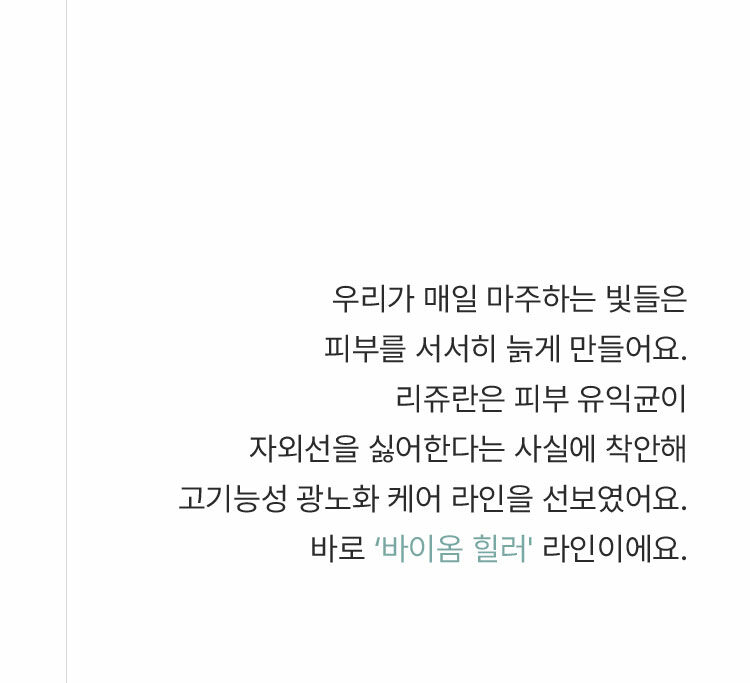 우리가 매일 마주하는 빛들은
피부를 서서히 늙게 만들어요.
리쥬란은 피부 유익균이
자외선을 싫어한다는 사실에 착안해
고기능성 광노화 케어 라인을 선보였어요.
바로 ‘바이옴 힐러' 라인이에요.